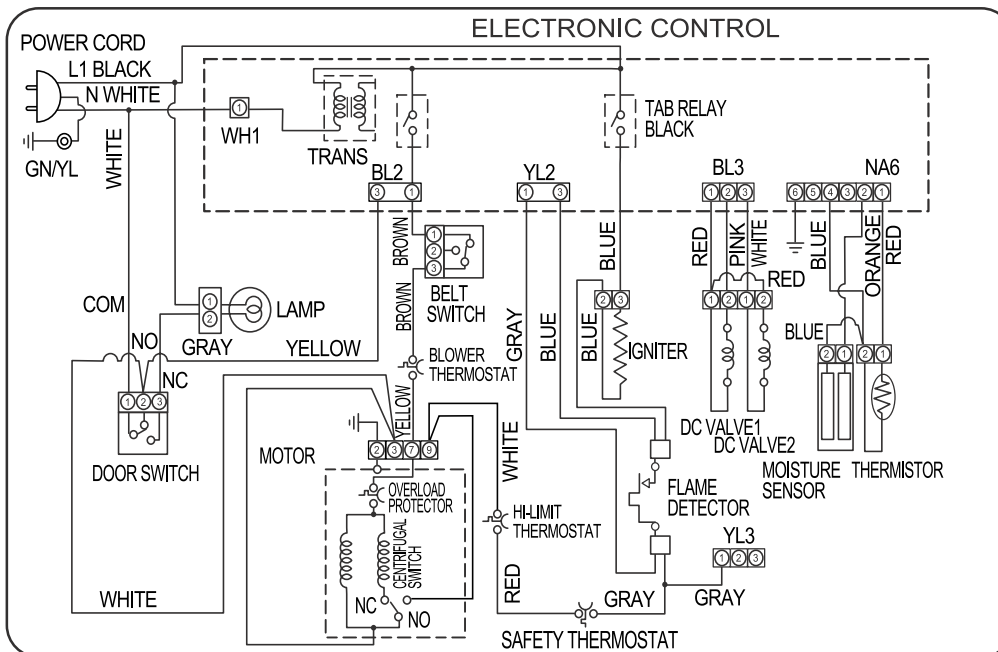 ELECTRONIC CONTROL
POWER CORD
L1 BLACK
N WHITE
GN/YL
WHITE
1
WH1
TRANS
TAB RELAY
BLACK
BL2
3 1
YL2
1 3
BL3
1 2 3
NA6
6 5 4 3 2 1
BROWN
1
2
3
BELT
SWITCH
BROWN
BLUE
RED
PINK
WHITE
BLUE
ORANGE
RED
COM
1
2
LAMP
GRAY
NO
NC
YELLOW
GRAY
BLUE
BLUE
2 3
IGNITER
RED
1 2 1 2
BLUE
2 1 2 1
BLOWER
THERMOSTAT
YELLOW
1 2 3
DOOR SWITCH
MOTOR
2 3 7 9
WHITE
DC VALVE1
DC VALVE2
MOISTURE
SENSOR
THERMISTOR
OVERLOAD
PROTECTOR
CENTRIFUGAL
SWITCH
HI-LIMIT
THERMOSTAT
FLAME
DETECTOR
YL3
1 2 3
NC
NO
WHITE
RED
GRAY
GRAY
SAFETY THERMOSTAT